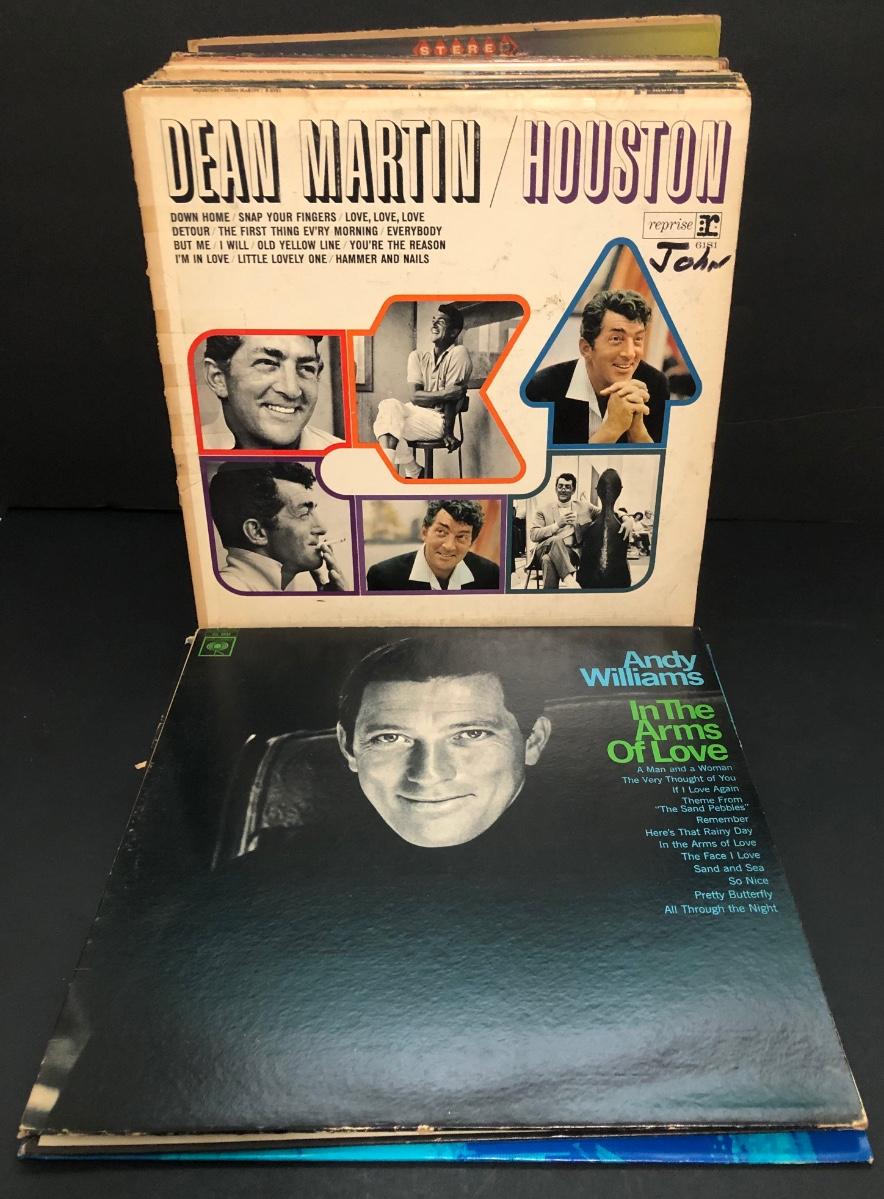 STEREO
DEAN MARTIN / HOUSTON
DOWN HOME / SNAP YOUR FINGERS / LOVE, LOVE, LOVE
DETOUR / THE FIRST THING EV'RY MORNING / EVERYBODY
BUT ME / I WILL / OLD YELLOW LINE / YOU'RE THE REASON
I'M IN LOVE / LITTLE LOVELY ONE / HAMMER AND NAILS
reprise r:
6181
John
Andy
Williams
In The
Arms
Of Love
A Man and a Woman
The Very Thought of You
If I Love Again
Theme From
"The Sand Pebbles"
Remember
Here's That Rainy Day
In the Arms of Love
The Face I Love
Sand and Sea
So Nice
Pretty Butterfly
All Through the Night